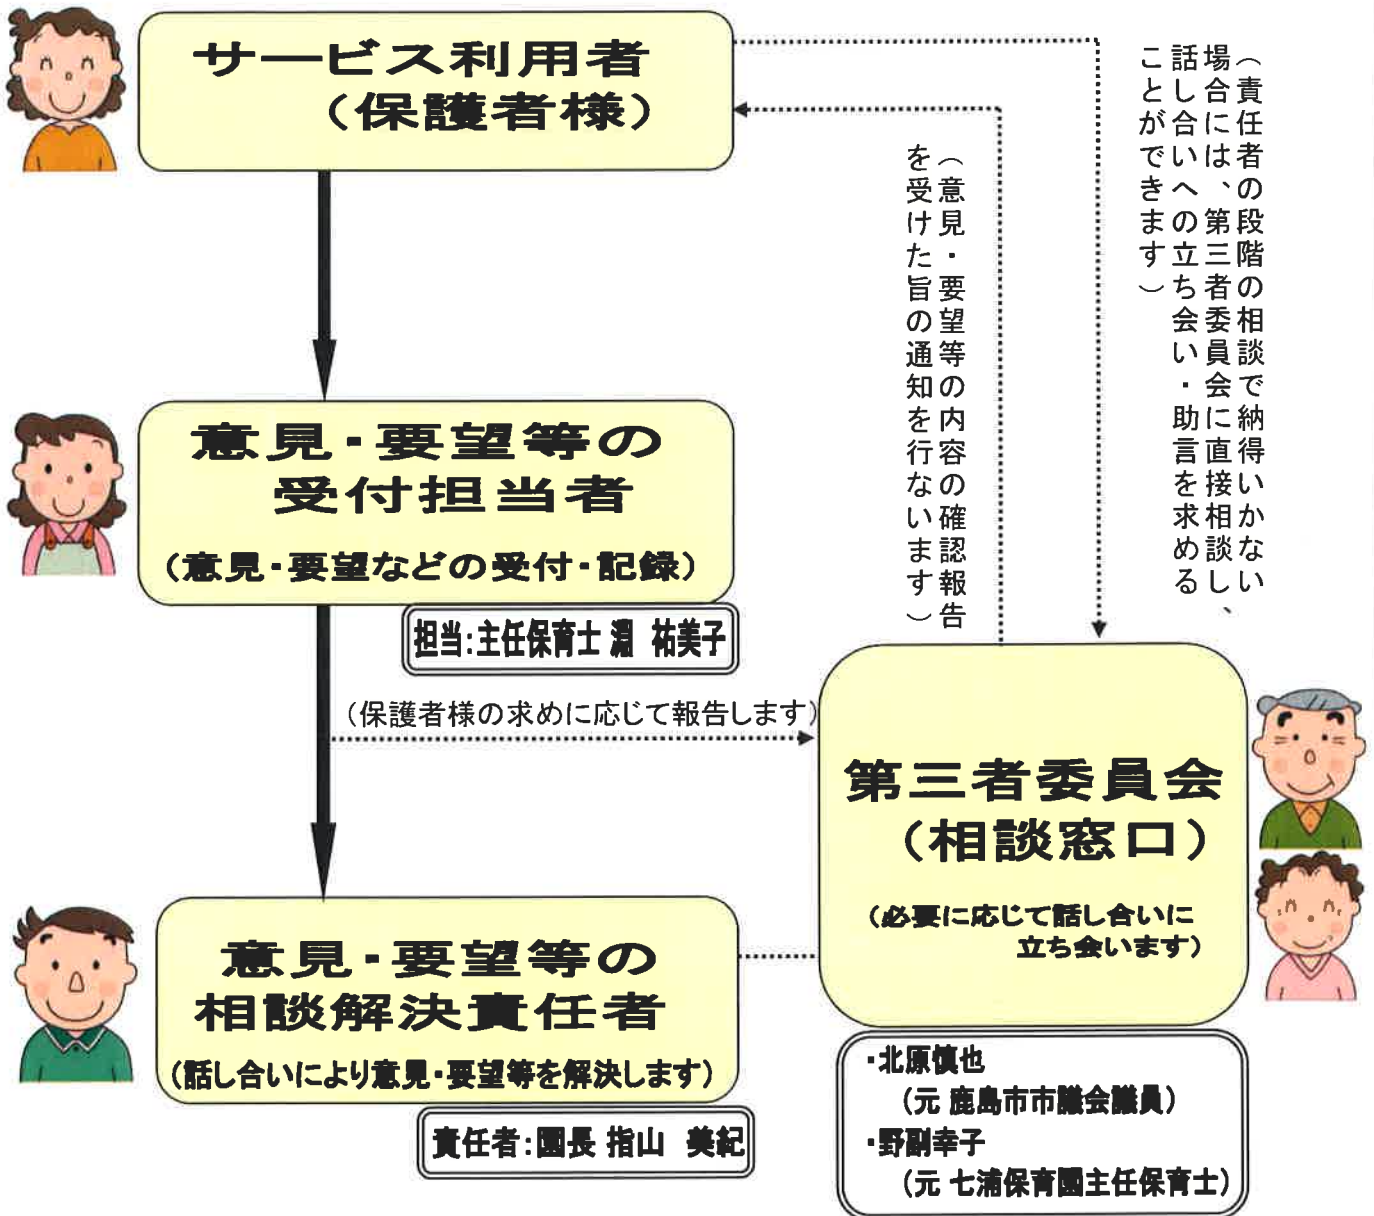 サービス利用者
（保護者様）
（責任者の段階の相談で納得いかない
場合には、第三者委員会に直接相談し、
話し合いへの立ち会い・助言を求める
ことができます）
（意見・要望等の内容の確認報告
を受けた旨の通知を行ないます）
意見・要望等の
受付担当者
（意見・要望などの受付・記録）
担当：主任保育士 淵 祐美子
（保護者様の求めに応じて報告します）
第三者委員会
（相談窓口）
（必要に応じて話し合いに
立ち会います）
意見・要望等の
相談解決責任者
（話し合いにより意見・要望等を解決します）
責任者：園長 指山 美紀
・北原慎也
（元 鹿島市市議会議員）
・野副幸子
（元 七浦保育園主任保育士）